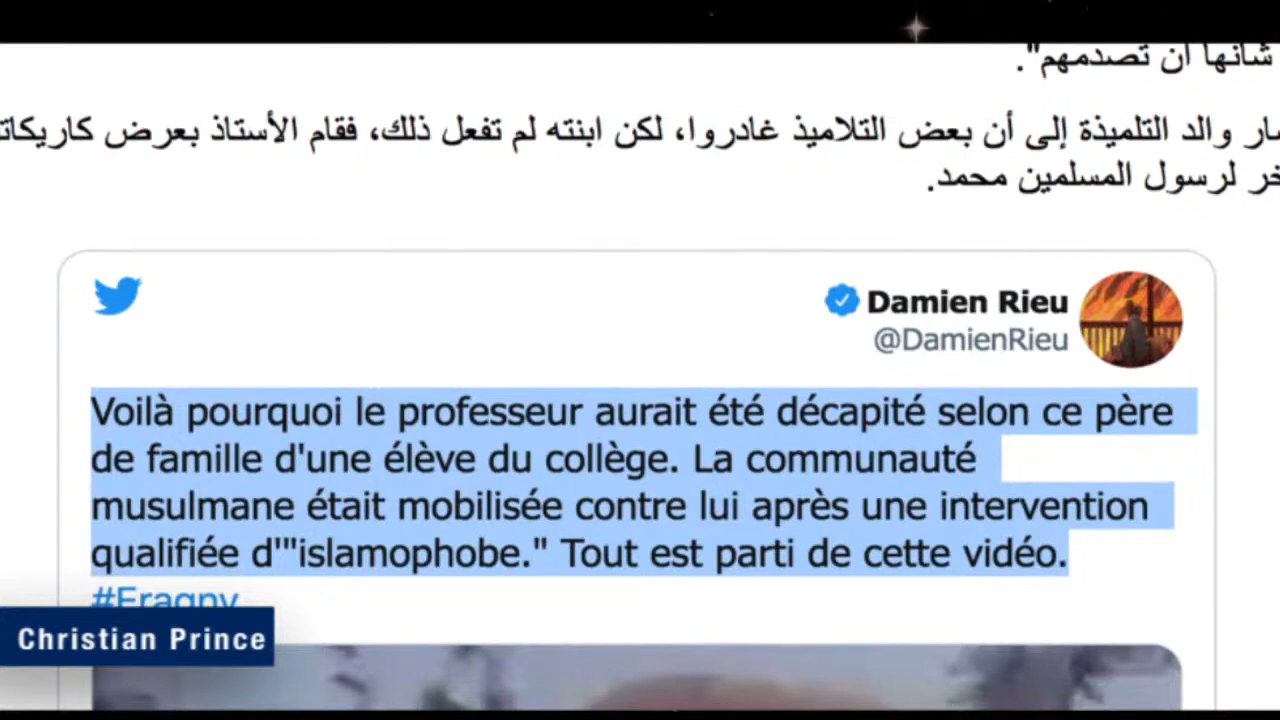 شأنها أن تصدمهم".
والد التلميذة إلى أن بعض التلاميذ غادروا، لكن ابنته لم تفعل ذلك، فقام الأستاذ بعرض
لرسول المسلمين محمد.
Damien Rieu
@DamienRieu
Voilà pourquoi le professeur aurait été décapité selon ce père
de famille d'une élève du collège. La communauté
musulmane était mobilisée contre lui après une intervention
qualifiée d'"islamophobe." Tout est parti de cette vidéo.
#Eragny
Christian Prince